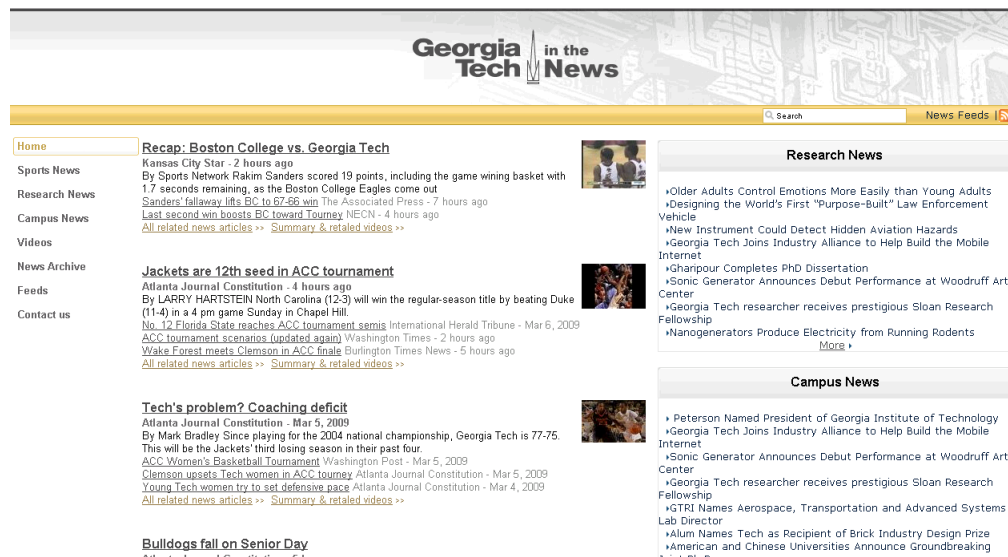 Georgia Tech in the News
Search
News Feeds |
Home
Sports News
Research News
Campus News
Videos
News Archive
Feeds
Contact us
Recap: Boston College vs. Georgia Tech
Kansas City Star - 2 hours ago
By Sports Network Rakim Sanders scored 19 points, including the game wining basket with
1.7 seconds remaining, as the Boston College Eagles come out
Sanders' fallaway lifts BC to 67-66 win The Associated Press - 7 hours ago
Last second win boosts BC toward Tourney NECN - 4 hours ago
All related news articles >> Summary & retaled videos >>
Jackets are 12th seed in ACC tournament
Atlanta Journal Constitution - 4 hours ago
By LARRY HARTSTEIN North Carolina (12-3) will win the regular-season title by beating Duke
(11-4) in a 4 pm game Sunday in Chapel Hill.
No. 12 Florida State reaches ACC tournament semis International Herald Tribune - Mar 6, 2009
ACC tournament scenarios (updated again) Washington Times - 2 hours ago
Wake Forest meets Clemson in ACC finale Burlington Times News - 5 hours ago
All related news articles >> Summary & retaled videos >>
Tech's problem? Coaching deficit
Atlanta Journal Constitution - Mar 5, 2009
By Mark Bradley Since playing for the 2004 national championship, Georgia Tech is 77-75.
This will be the Jackets' third losing season in their past four.
ACC Women's Basketball Tournament Washington Post - Mar 5, 2009
Clemson upsets Tech women in ACC tourney Atlanta Journal Constitution - Mar 5, 2009
Young Tech women try to set defensive pace Atlanta Journal Constitution - Mar 4, 2009
All related news articles >> Summary & retaled videos >>
Bulldogs fall on Senior Day
Research News
Older Adults Control Emotions More Easily than Young Adults
Designing the World's First "Purpose-Built" Law Enforcement
Vehicle
New Instrument Could Detect Hidden Aviation Hazards
Georgia Tech Joins Industry Alliance to Help Build the Mobile
Internet
Gharipour Completes PhD Dissertation
Sonic Generator Announces Debut Performance at Woodruff Art
Center
Georgia Tech researcher receives prestigious Sloan Research
Fellowship
Nanogenerators Produce Electricity from Running Rodents
More
Campus News
Peterson Named President of Georgia Institute of Technology
Georgia Tech Joins Industry Alliance to Help Build the Mobile
Internet
Sonic Generator Announces Debut Performance at Woodruff Art
Center
Georgia Tech researcher receives prestigious Sloan Research
Fellowship
GTRI Names Aerospace, Transportation and Advanced Systems
Lab Director
Alum Names Tech as Recipient of Brick Industry Design Prize
American and Chinese Universities Announce Groundbreaking